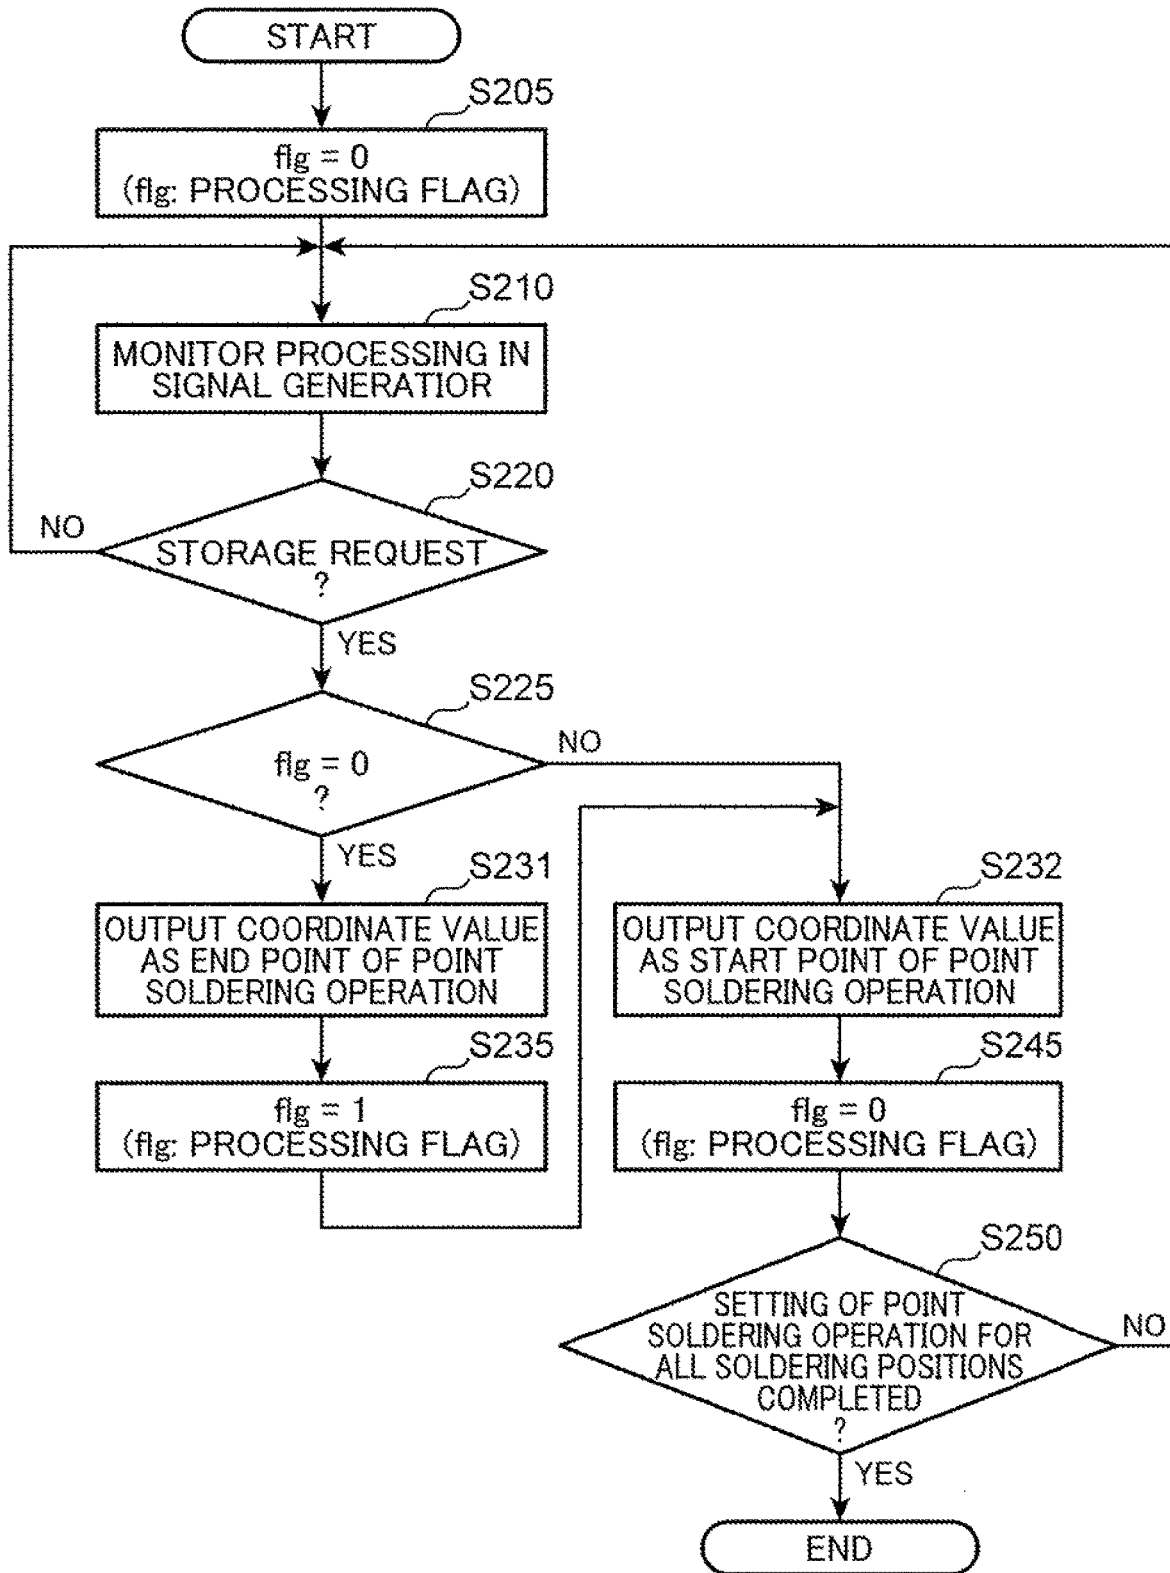 START
S205
flg = 0
(flg: PROCESSING FLAG)
S210
MONITOR PROCESSING IN
SIGNAL GENERATIOR
S220
NO
STORAGE REQUEST
?
YES
S225
NO
flg = 0
?
YES
S231
OUTPUT COORDINATE VALUE
AS END POINT OF POINT
SOLDERING OPERATION
S235
flg = 1
(flg: PROCESSING FLAG)
S232
OUTPUT COORDINATE VALUE
AS START POINT OF POINT
SOLDERING OPERATION
S245
flg = 0
(flg: PROCESSING FLAG)
S250
SETTING OF POINT
SOLDERING OPERATION FOR
ALL SOLDERING POSITIONS
COMPLETED
?
NO
YES
END